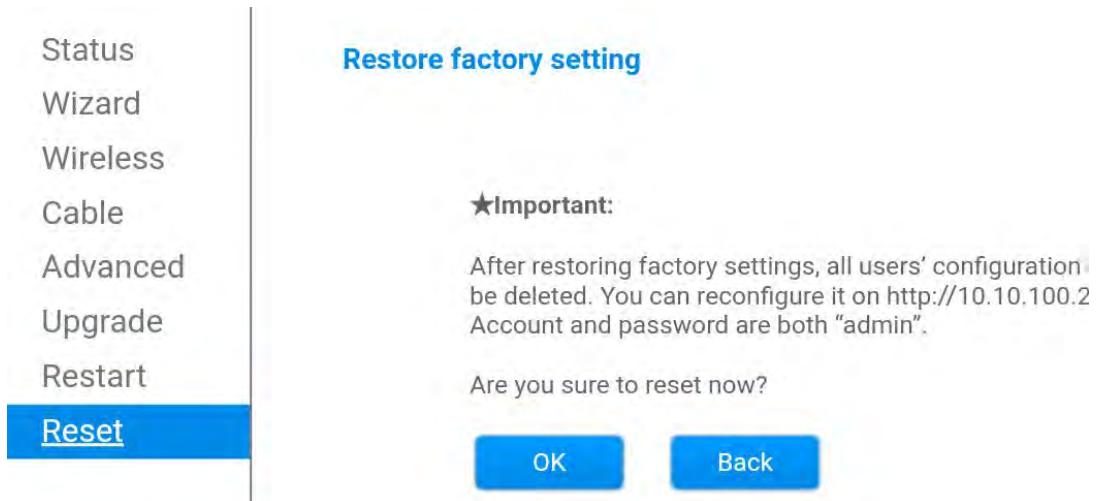 Status
Wizard
Wireless
Cable
Advanced
Upgrade
Restart
Reset
Restore factory setting
★Important:
After restoring factory settings, all users’ configuration
be deleted. You can reconfigure it on http://10.10.100.2
Account and password are both “admin”.
Are you sure to reset now?
OK
Back